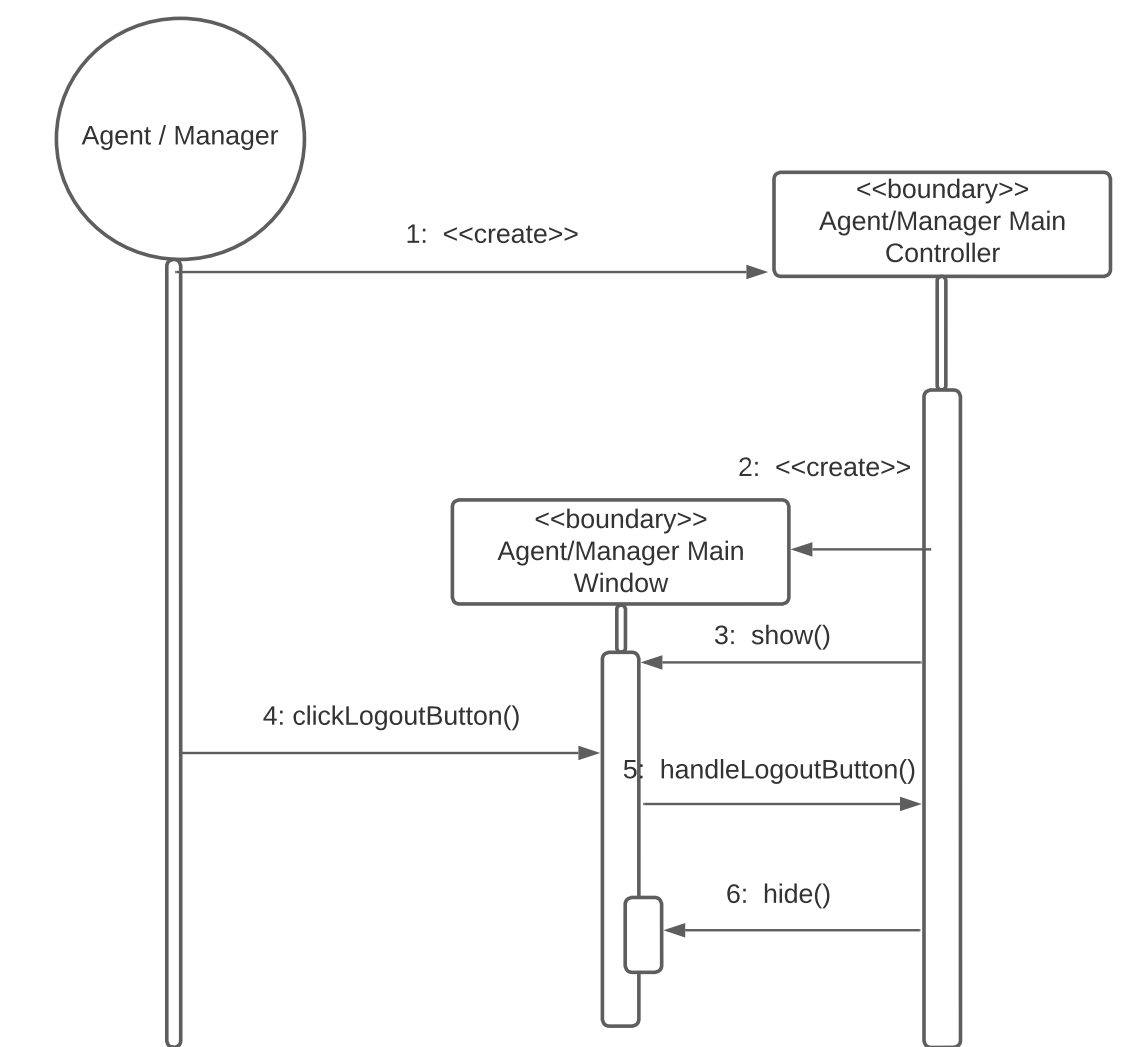 Agent / Manager
<<boundary>>
Agent/Manager Main
Controller
1: <<create>>
2: <<create>>
<<boundary>>
Agent/Manager Main
Window
3: show()
4: clickLogoutButton()
5: handleLogoutButton()
6: hide()